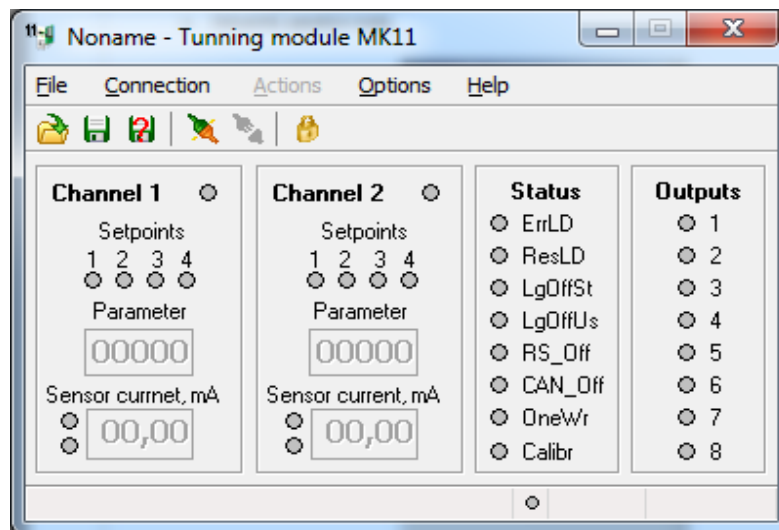 11 Noname - Tunning module MK11
File Connection Actions Options Help
Channel 1
Setpoints
1 2 3 4
Parameter
00000
Sensor currnet, mA
00,00
Channel 2
Setpoints
1 2 3 4
Parameter
00000
Sensor current, mA
00,00
Status
ErrLD
ResLD
LgOffSt
LgOffUs
RS_Off
CAN_Off
OneWr
Calibr
Outputs
1
2
3
4
5
6
7
8